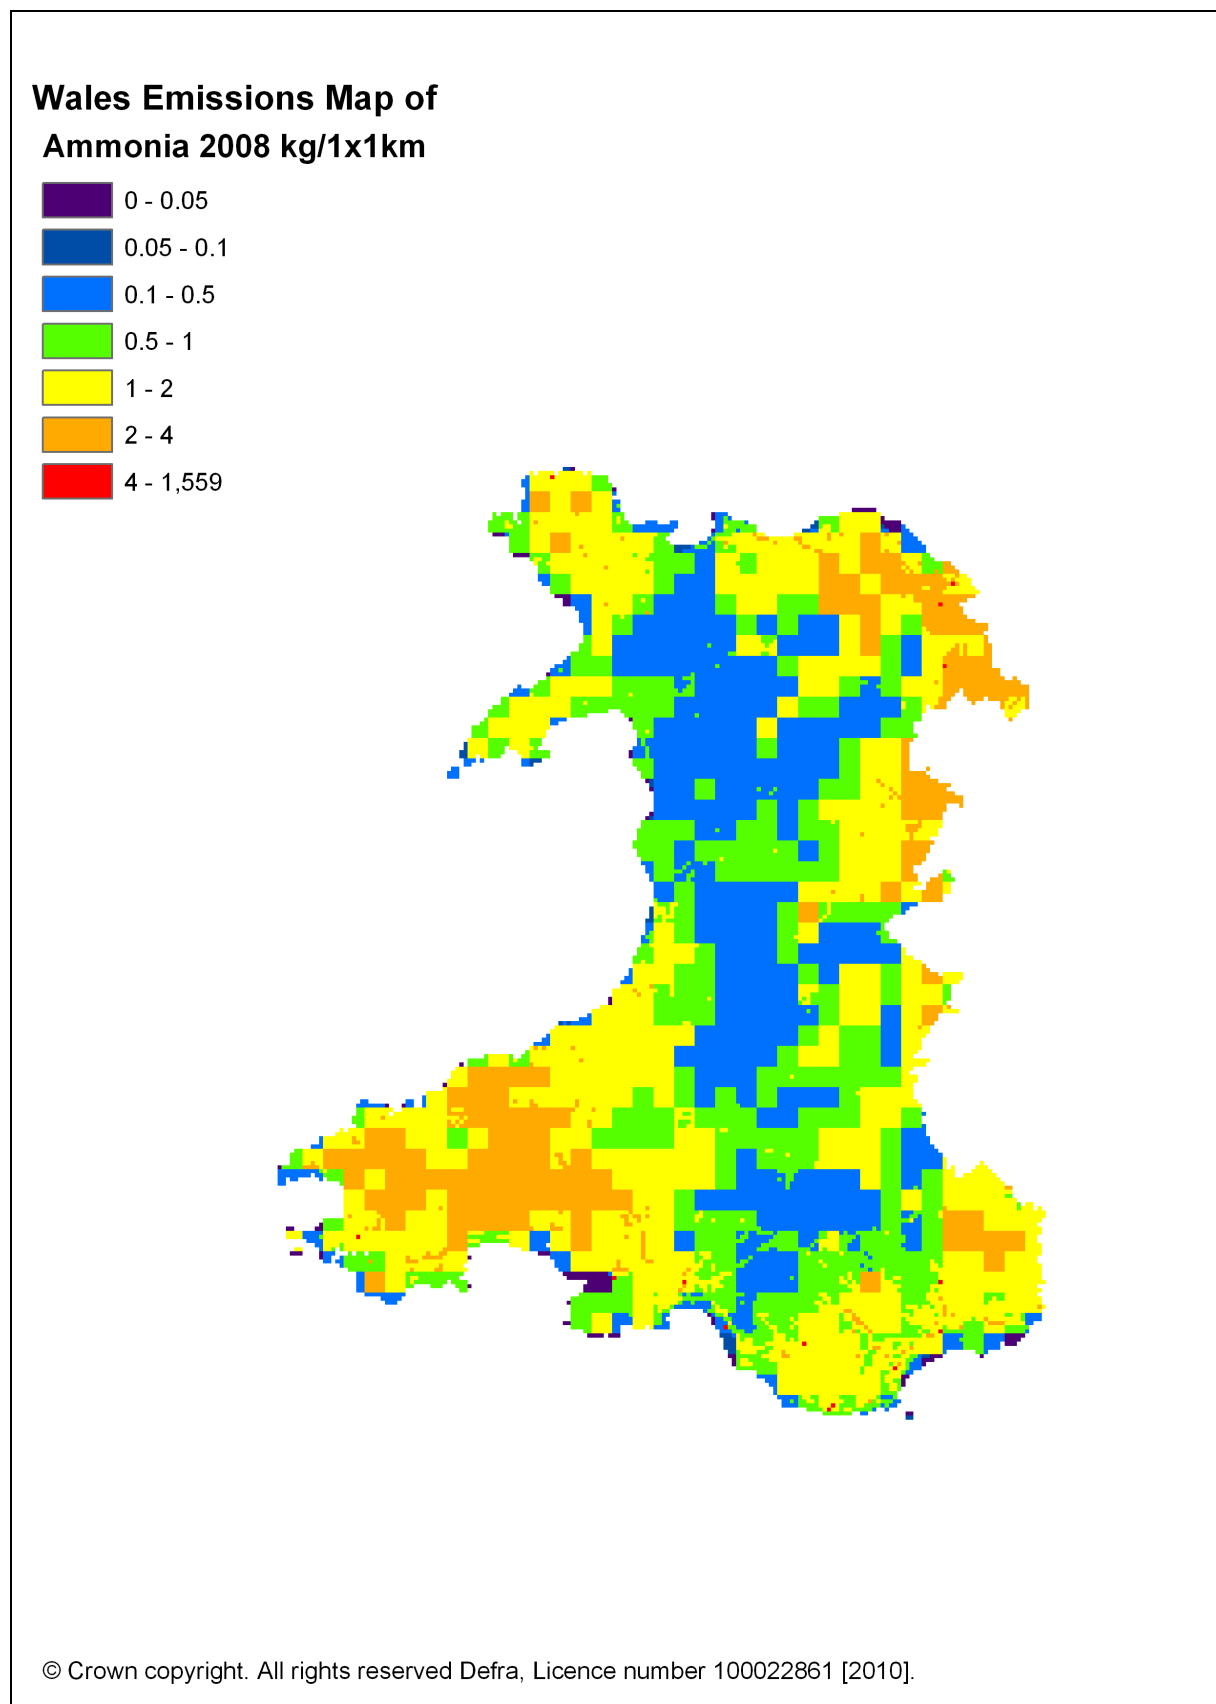 Wales Emissions Map of
Ammonia 2008 kg/1x1km
0 - 0.05
0.05 - 0.1
0.1 - 0.5
0.5 - 1
1 - 2
2 - 4
4 - 1,559
© Crown copyright. All rights reserved Defra, Licence number 100022861 [2010].